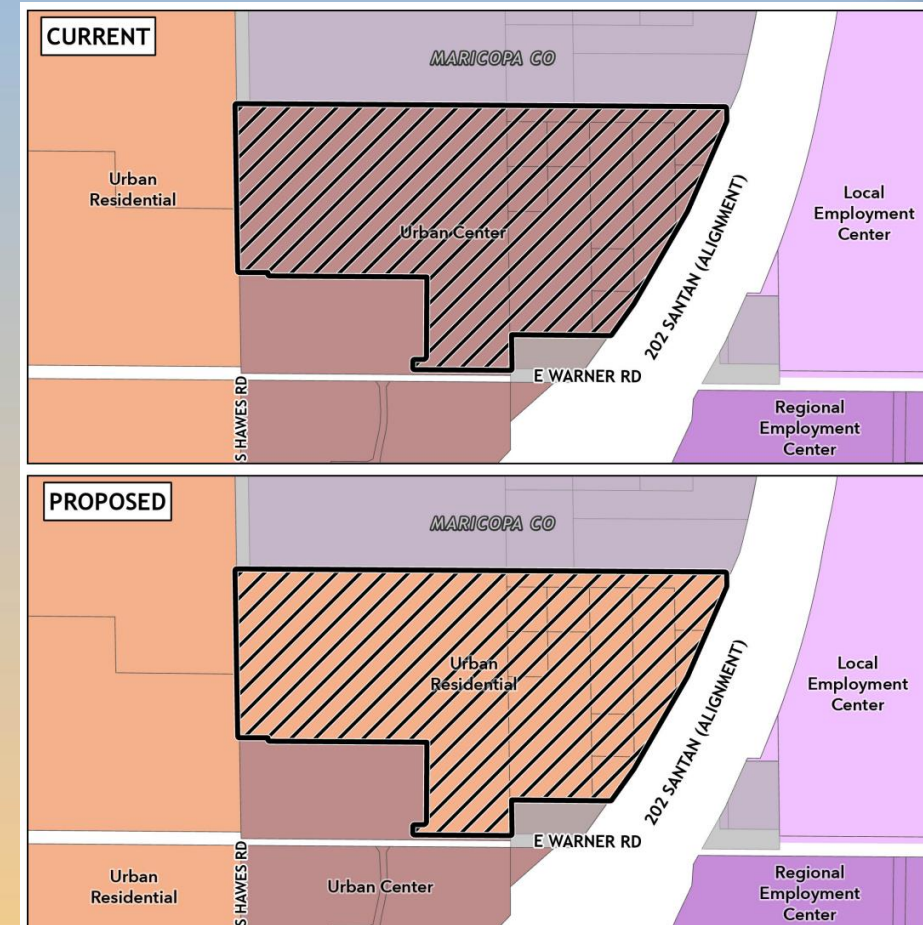 CURRENT
MARICOPA CO
Urban
Residential
Urban Center
Local
Employment
Center
202 SANTAN (ALIGNMENT)
E WARNER RD
S HAWES RD
Regional
Employment
Center
PROPOSED
MARICOPA CO
Urban
Residential
Local
Employment
Center
202 SANTAN (ALIGNMENT)
E WARNER RD
S HAWES RD
Urban
Residential
Urban Center
Regional
Employment
Center